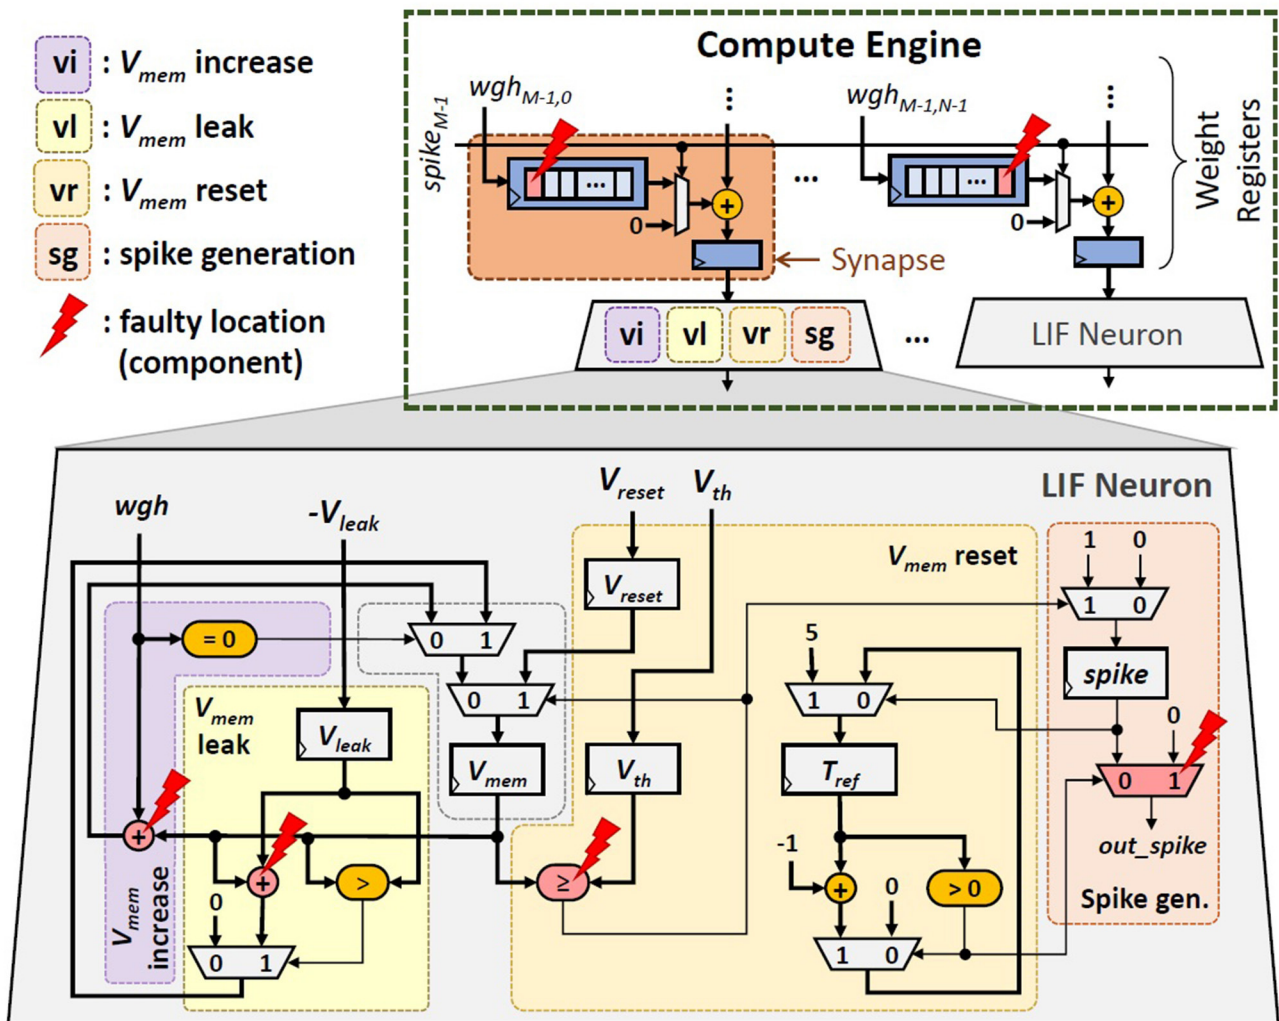 vi : Vmem increase
vl : Vmem leak
vr : Vmem reset
sg : spike generation
: faulty location
(component)
Compute Engine
spikeM-1
wghM-1,0
...
wghM-1,N-1
...
...
...
...
0
+
0
+
Synapse
Weight
Registers
vi vl vr sg
...
LIF Neuron
LIF Neuron
wgh
-Vleak
Vreset
Vth
Vmem reset
Vreset
1 0
1 0
spike
0
0 1
out_spike
Spike gen.
= 0
0 1
0 1
5
1 0
Vmem
leak
Vleak
Vmem
Vth
Tref
+
+
>
≥
-1
+
0
> 0
1 0
0
0 1
Vmem
increase